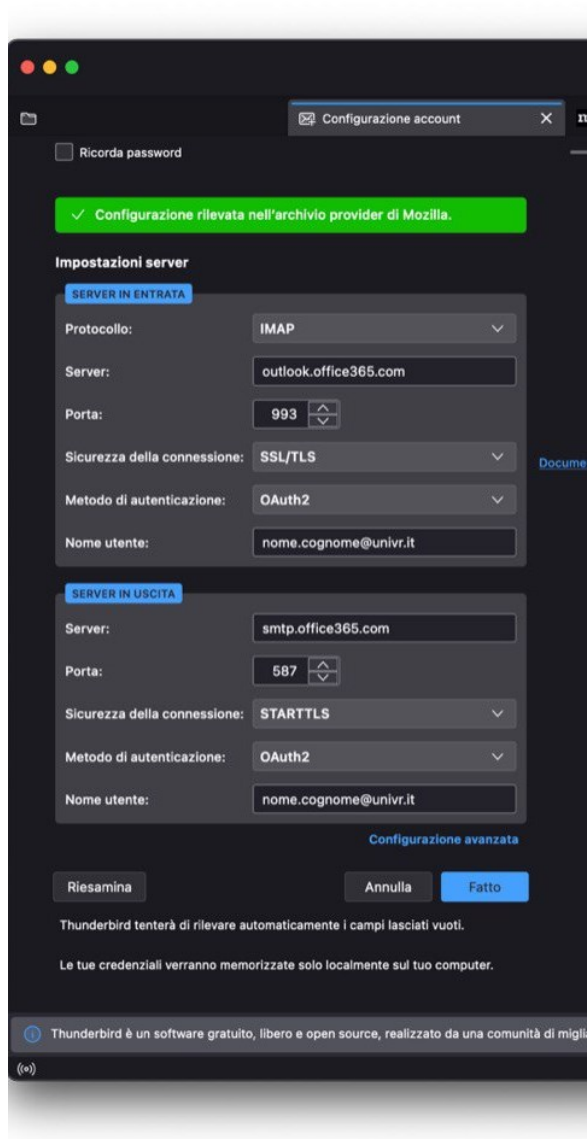 Configurazione account
Ricorda password
Configurazione rilevata nell'archivio provider di Mozilla.
Impostazioni server
SERVER IN ENTRATA
Protocollo: IMAP
Server: outlook.office365.com
Porta: 993
Sicurezza della connessione: SSL/TLS
Metodo di autenticazione: OAuth2
Nome utente: nome.cognome@univr.it
SERVER IN USCITA
Server: smtp.office365.com
Porta: 587
Sicurezza della connessione: STARTTLS
Metodo di autenticazione: OAuth2
Nome utente: nome.cognome@univr.it
Configurazione avanzata
Riesamina Annulla Fatto
Thunderbird tenterà di rilevare automaticamente i campi lasciati vuoti.
Le tue credenziali verranno memorizzate solo localmente sul tuo computer.
Thunderbird è un software gratuito, libero e open source, realizzato da una comunità di